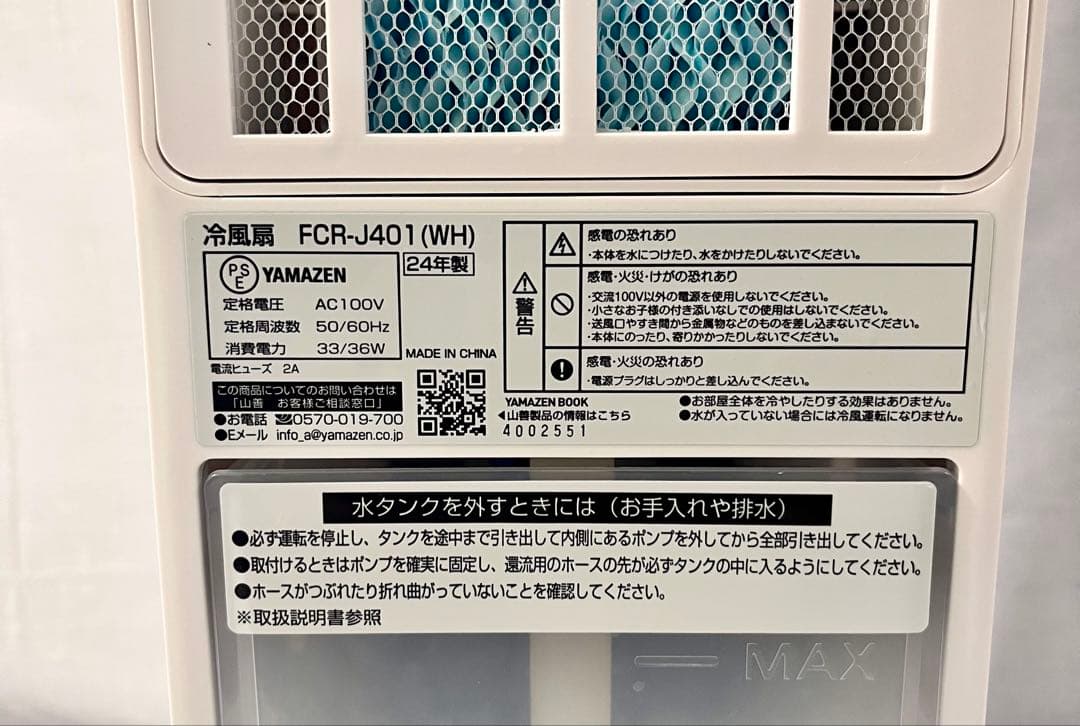 冷風扇 FCR-J401(WH)
PSE YAMAZEN
24年製
定格電圧 AC100V
定格周波数 50/60Hz
消費電力 33/36W
電流ヒューズ 2A
MADE IN CHINA
この商品についてのお問い合わせは
「山善 お客様ご相談窓口」
●お電話 0570-019-700
●Eメール info_a@yamazen.co.jp
警告
感電の恐れあり
・本体を水につけたり、水をかけたりしないでください。
感電・火災・けがの恐れあり
・交流100V以外の電源を使用しないでください。
・小さなお子様の付き添いなしでの使用はしないでください。
・送風口やすき間から金属物などのものを差し込まないでください。
・本体にのったり、寄りかかったりしないでください。
感電・火災の恐れあり
・電源プラグはしっかりと差し込んでください。
YAMAZEN BOOK
◀山善製品の情報はこちら
4002551
●お部屋全体を冷やしたりする効果はありません。
●水が入っていない場合には冷風運転になりません。
水タンクを外すときには（お手入れや排水）
●必ず運転を停止し、タンクを途中まで引き出して内側にあるポンプを外してから全部引き出してください。
●取付けるときはポンプを確実に固定し、還流用のホースの先が必ずタンクの中に入るようにしてください。
●ホースがつぶれたり折れ曲がっていないことを確認してください。
※取扱説明書参照
MAX